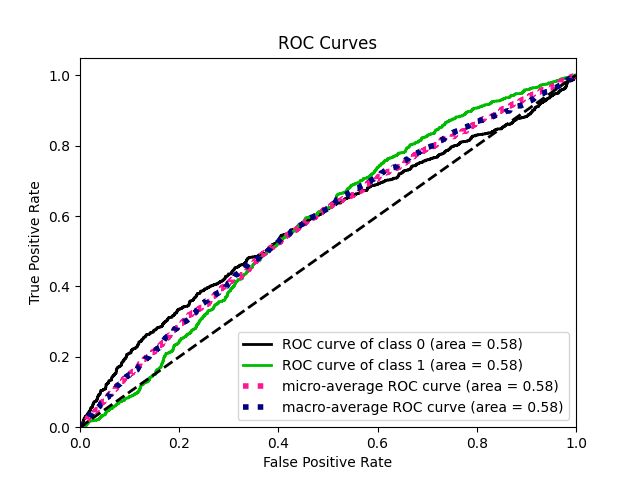 ROC Curves
True Positive Rate
1.0
0.8
0.6
0.4
0.2
0.0
ROC curve of class 0 (area = 0.58)
ROC curve of class 1 (area = 0.58)
micro-average ROC curve (area = 0.58)
macro-average ROC curve (area = 0.58)
0.0 0.2 0.4 0.6 0.8 1.0
False Positive Rate